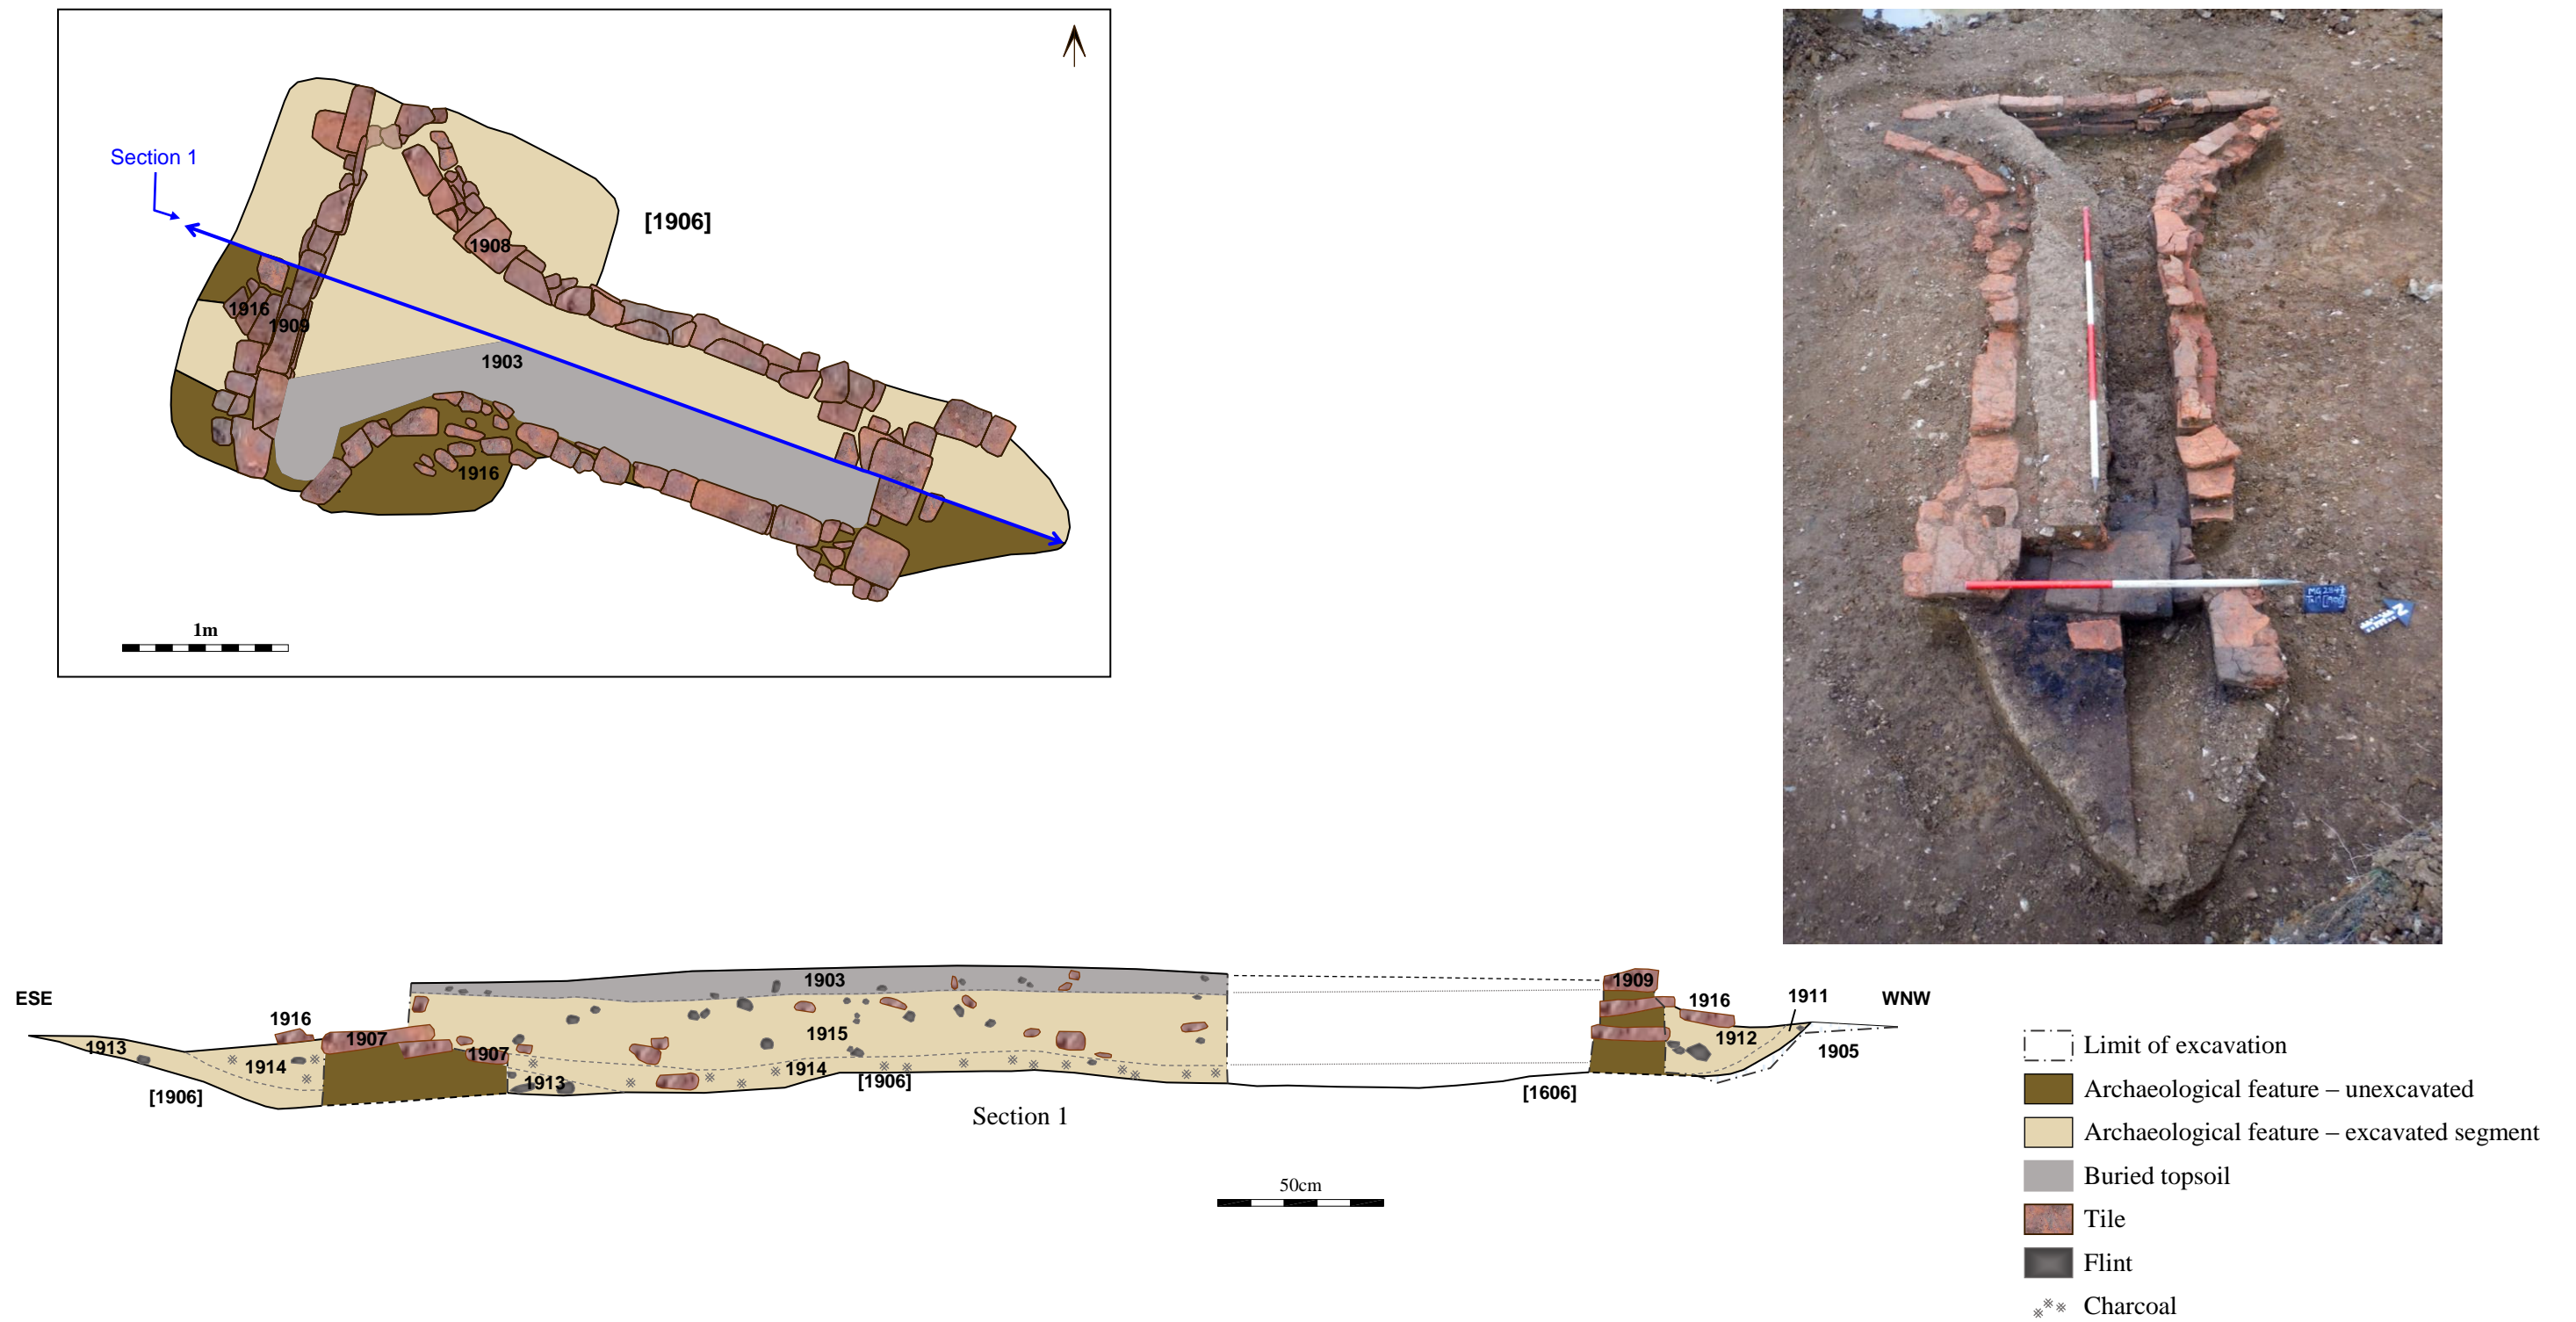 Section 1
[1906]
1908
1916
1909
1903
1916
1m
N
ESE
WNW
1903
1909
1916
1911
1916
1907
1913
1907
1915
1912
1905
1914
1914
1913
[1906]
[1906]
[1606]
Section 1
50cm
Limit of excavation
Archaeological feature – unexcavated
Archaeological feature – excavated segment
Buried topsoil
Tile
Flint
Charcoal